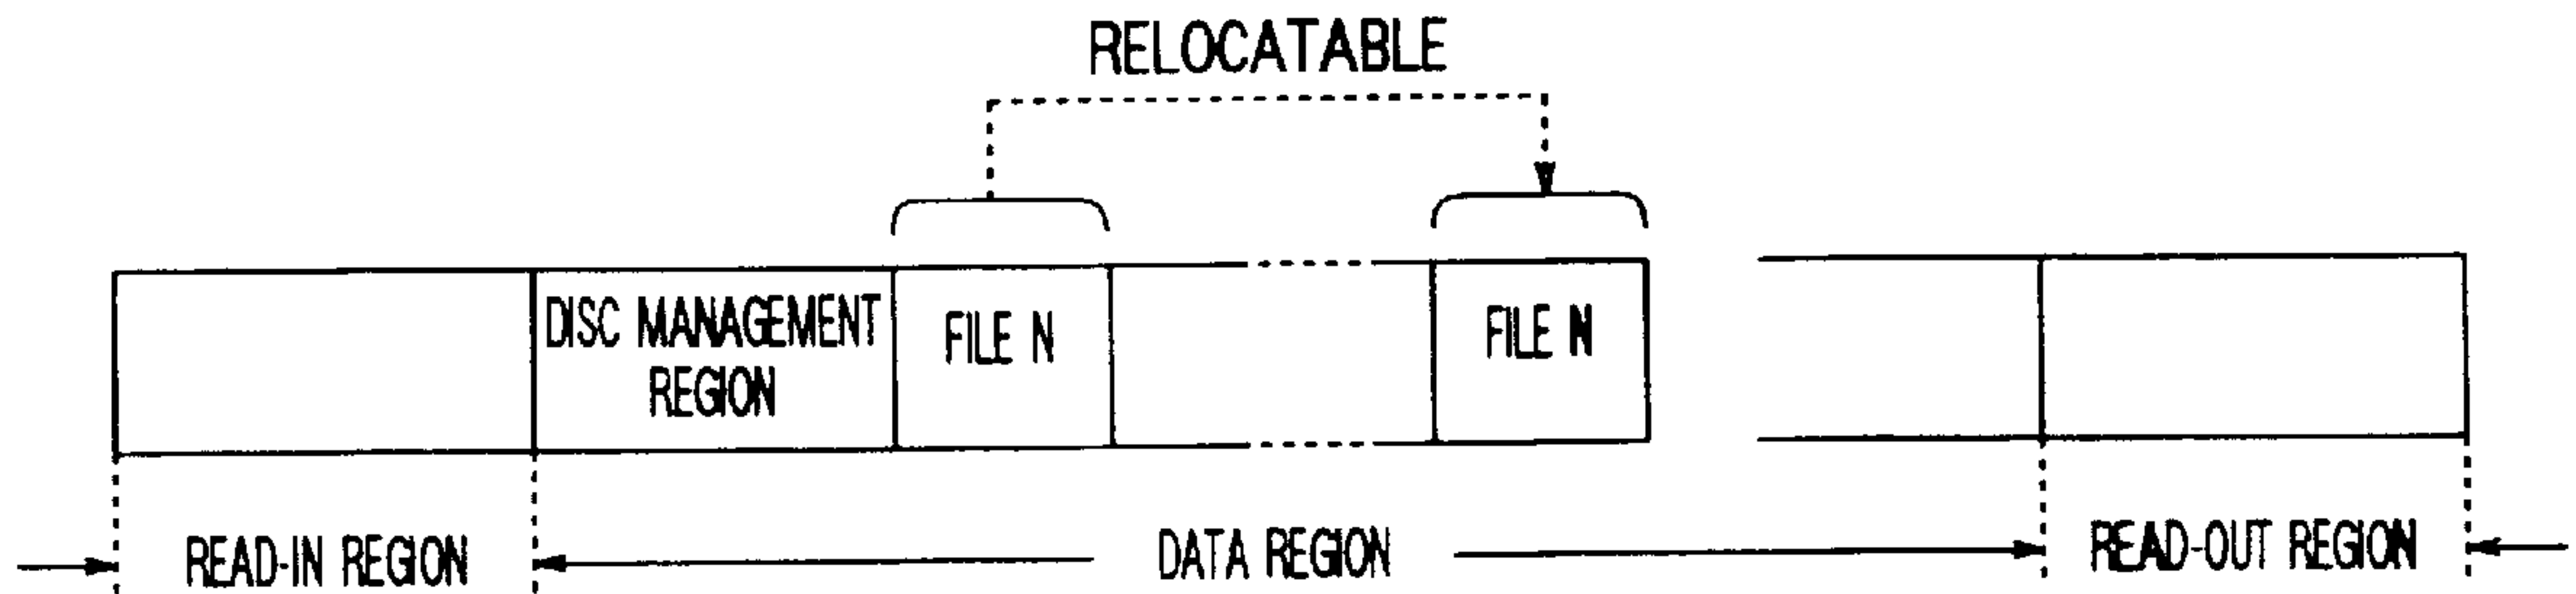 RELOCATABLE
DISC MANAGEMENT
REGION
FILE N
FILE N
READ-IN REGION
DATA REGION
READ-OUT REGION